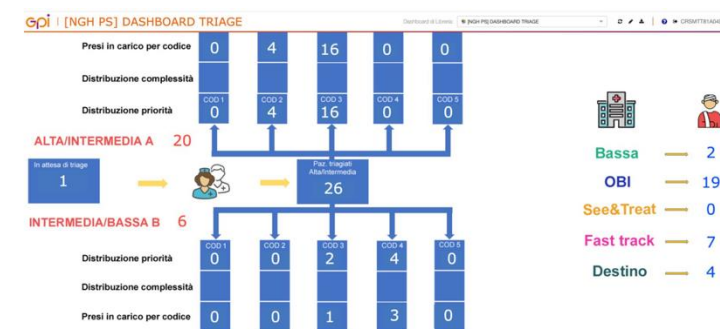 GPI | [NGH PS] DASHBOARD TRIAGE
Dashboard di Libreria: [NGH PS] DASHBOARD TRIAGE
Presi in carico per codice 0 4 16 0 0
Distribuzione complessità
Distribuzione priorità
COD 1 COD 2 COD 3 COD 4 COD 5
0 4 16 0 0
ALTA/INTERMEDIA A 20
In attesa di triage
1
Paz. triagiati
Alta/Intermedia
26
INTERMEDIA/BASSA B 6
COD 1 COD 2 COD 3 COD 4 COD 5
Distribuzione priorità 0 0 2 4 0
Distribuzione complessità
Presi in carico per codice 0 0 1 3 0
Bassa 2
OBI 19
See&Treat 0
Fast track 7
Destino 4